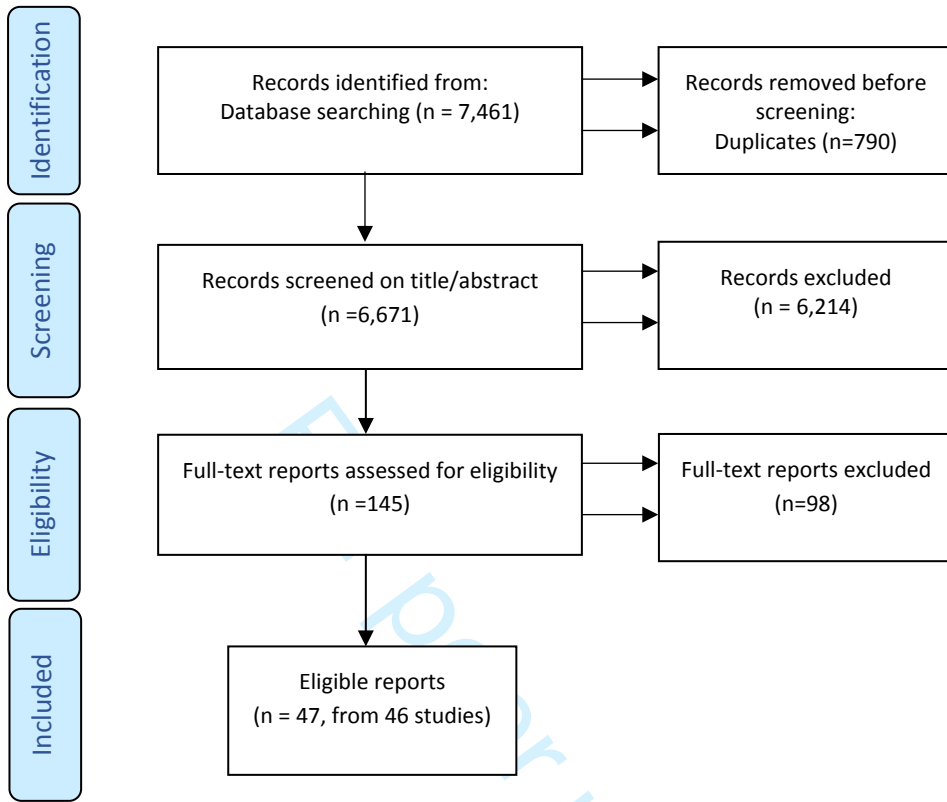 Identification
Records identified from:
Database searching (n = 7,461)
Records removed before
screening:
Duplicates (n=790)
Screening
Records screened on title/abstract
(n =6,671)
Records excluded
(n = 6,214)
Eligibility
Full-text reports assessed for eligibility
(n =145)
Full-text reports excluded
(n=98)
Included
Eligible reports
(n = 47, from 46 studies)